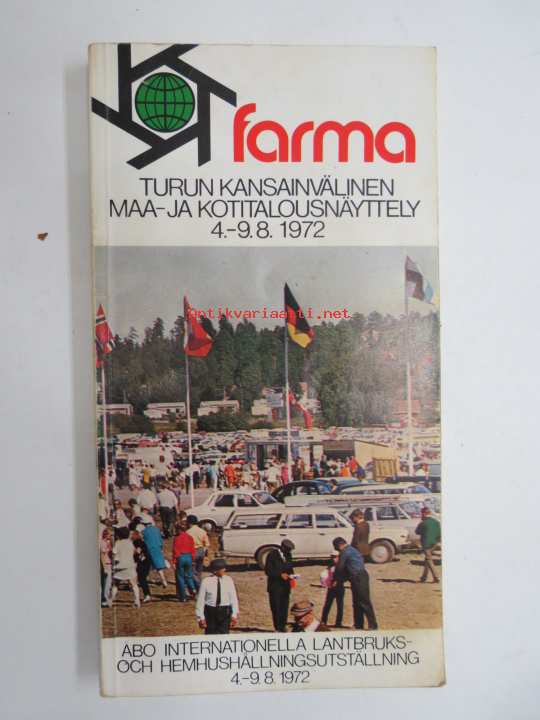 farma
TURUN KANSAINVÄLINEN
MAA- JA KOTITALOUSNÄYTTELY
4.-9.8. 1972
antikvariaatti.net
ÅBO INTERNATIONELLA LANTBRUKS-
OCH HEMHUSHÅLLNINGSUTSTÄLLNING
4.-9.8. 1972